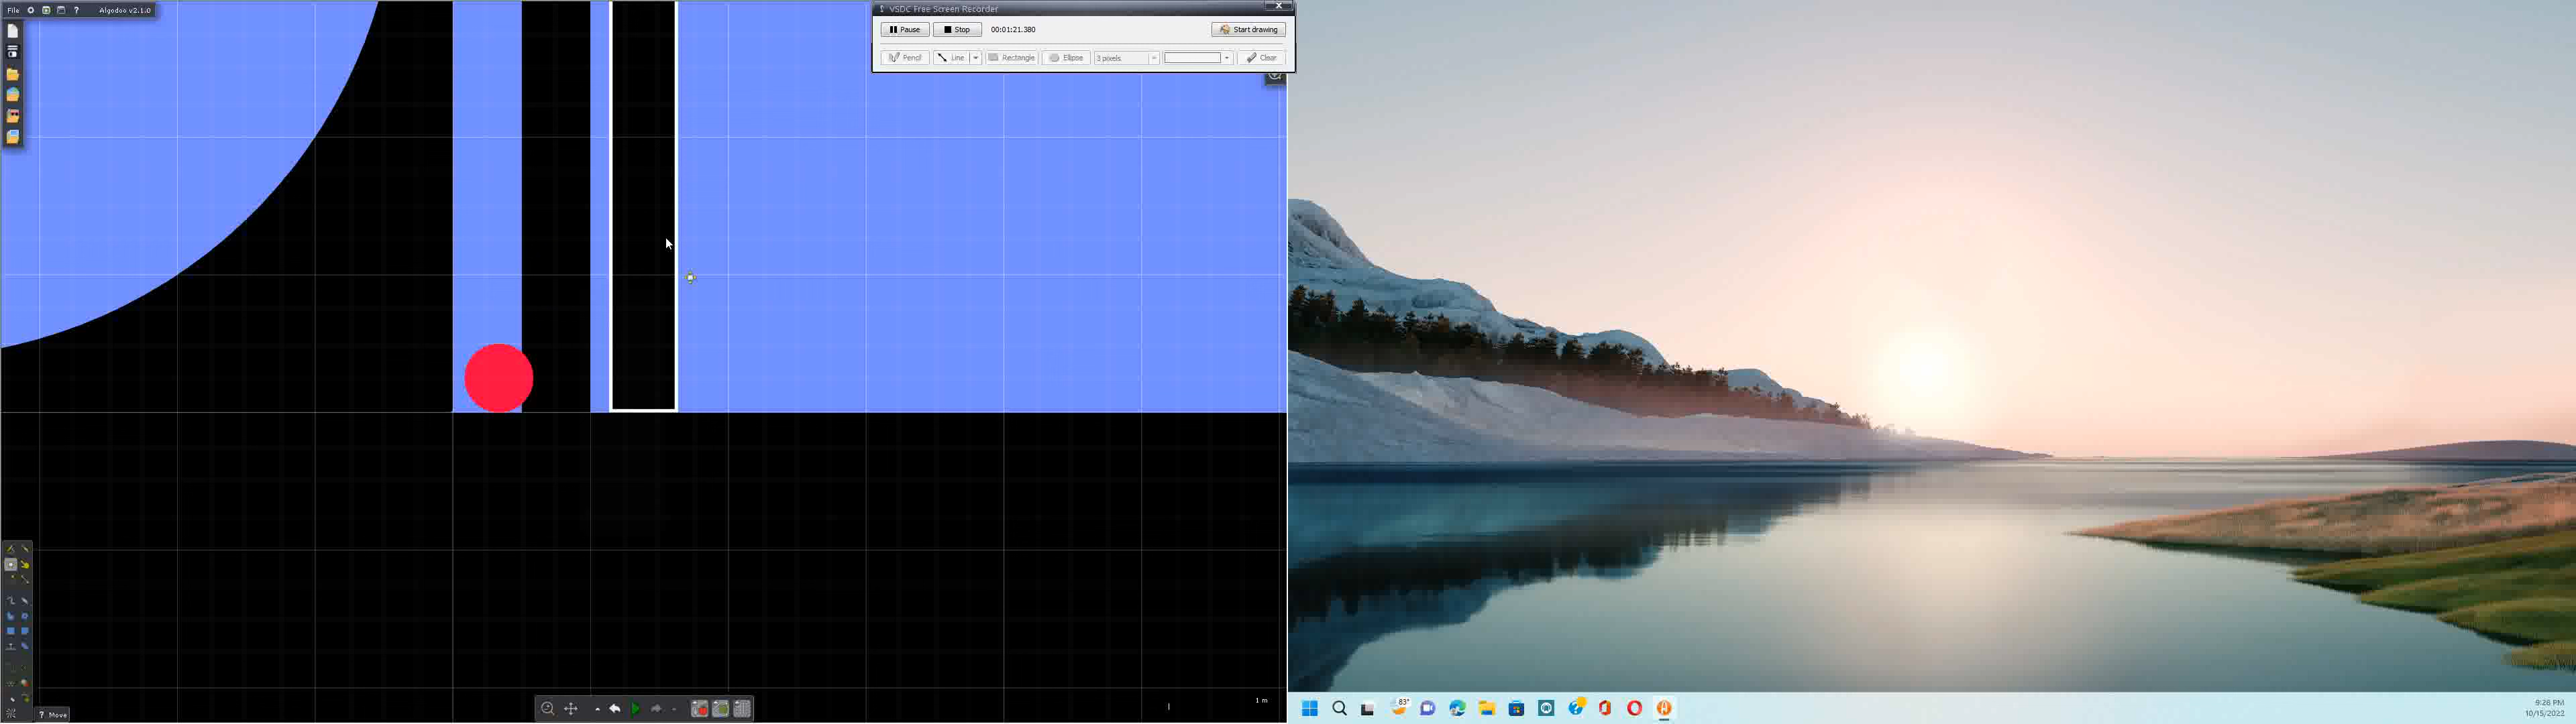 File ? Algodoo v2.1.0
VSDC Free Screen Recorder
Pause Stop 00:01:21.380 Start drawing
Pencil Line Rectangle Ellipse 3 pixels Clear
? Move
1 m
83°
9:26 PM
10/15/2022